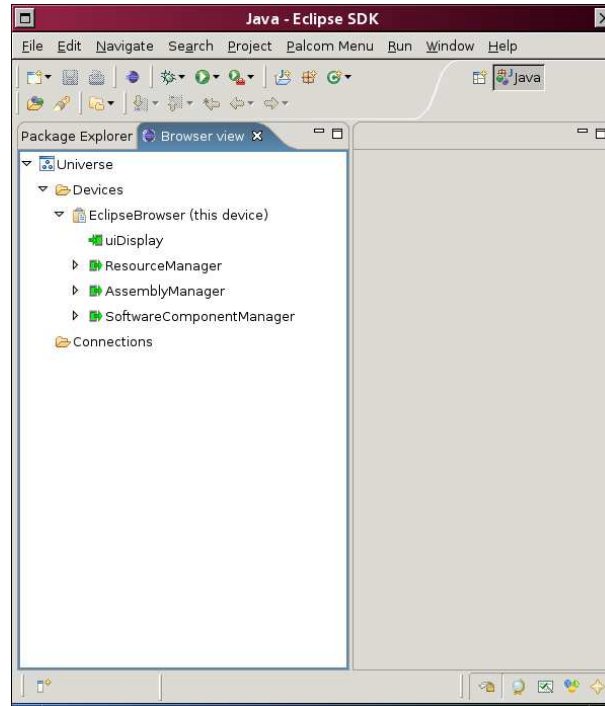 Java - Eclipse SDK
File Edit Navigate Search Project Palcom Menu Run Window Help
Java
Package Explorer Browser view
Universe
Devices
EclipseBrowser (this device)
uiDisplay
ResourceManager
AssemblyManager
SoftwareComponentManager
Connections